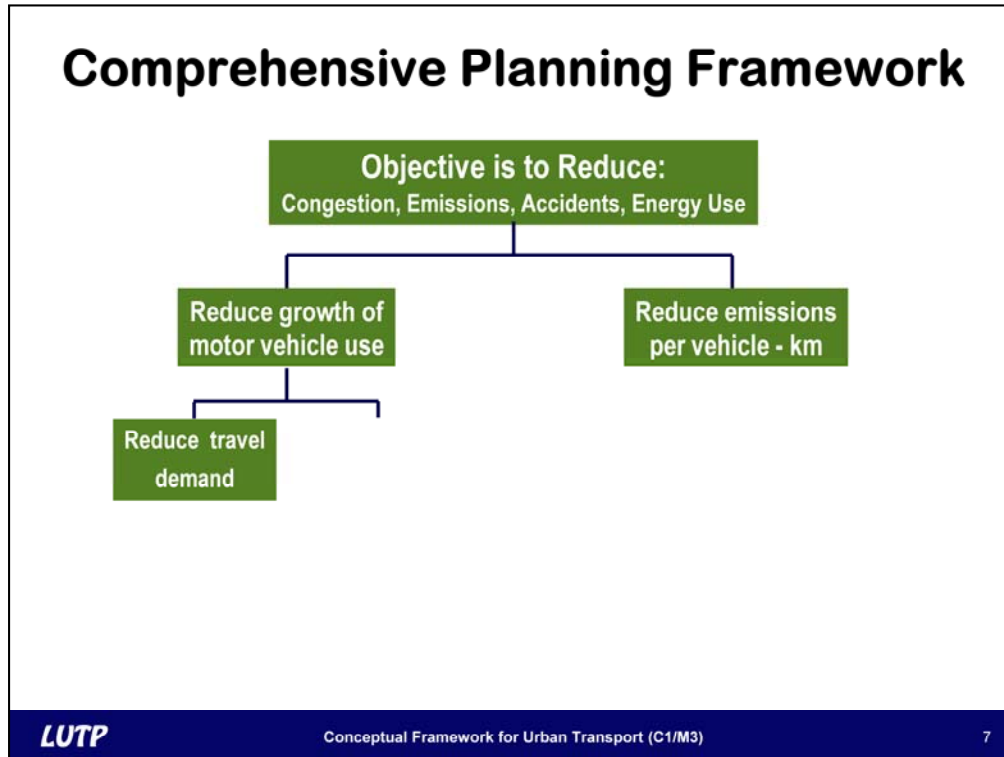 Comprehensive Planning Framework
Objective is to Reduce:
Congestion, Emissions, Accidents, Energy Use
Reduce growth of
motor vehicle use
Reduce emissions
per vehicle - km
Reduce travel
demand
LUTP
Conceptual Framework for Urban Transport (C1/M3)
7